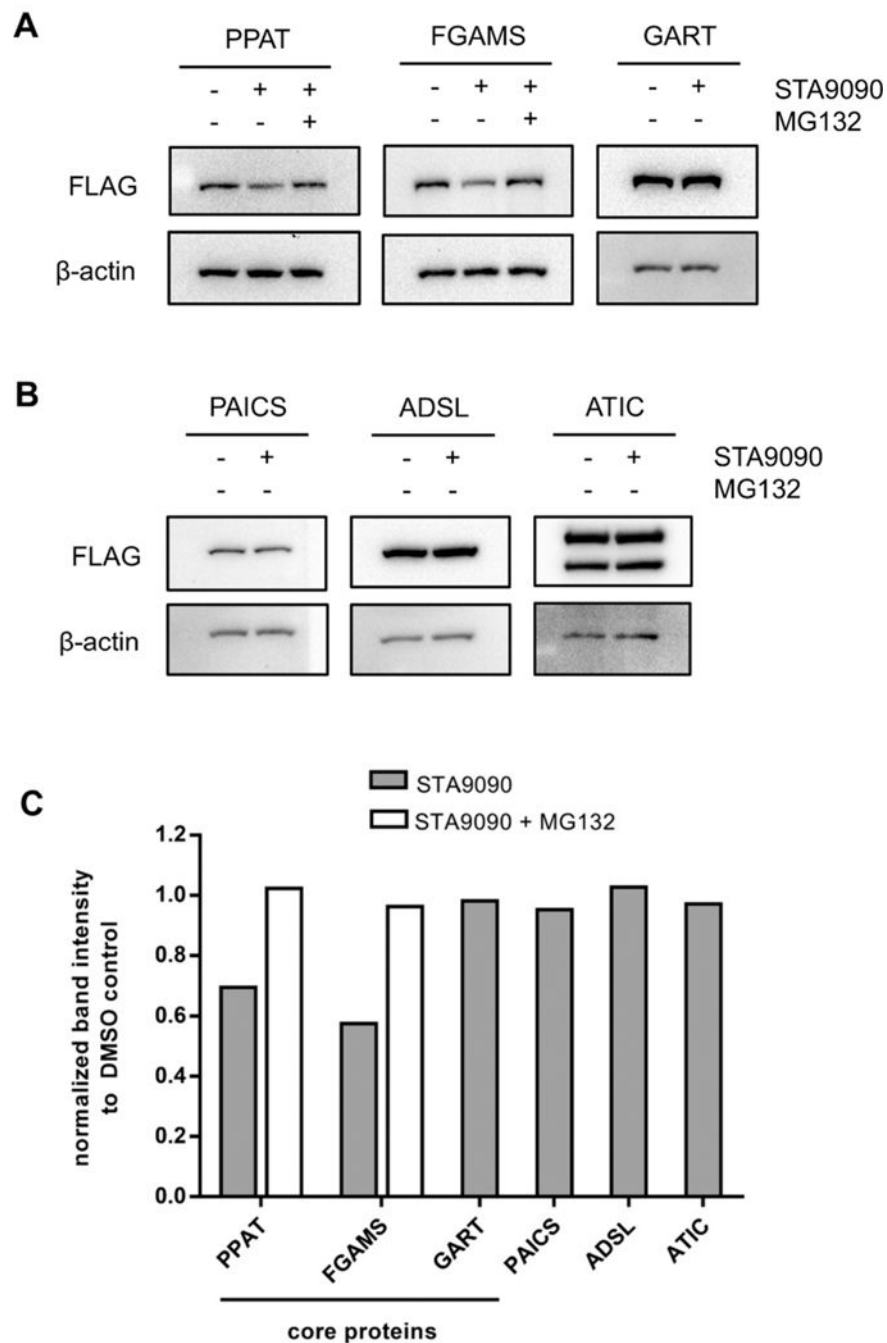 A
PPAT FGAMS GART
- + + - + + - + STA9090
- - + - - + - - MG132
FLAG
β-actin
B
PAICS ADSL ATIC
- + - + - + STA9090
- - - - - - MG132
FLAG
β-actin
C
STA9090
STA9090 + MG132
normalized band intensity
to DMSO control
1.2
1.0
0.8
0.6
0.4
0.2
0.0
PPAT FGAMS GART PAICS ADSL ATIC
core proteins